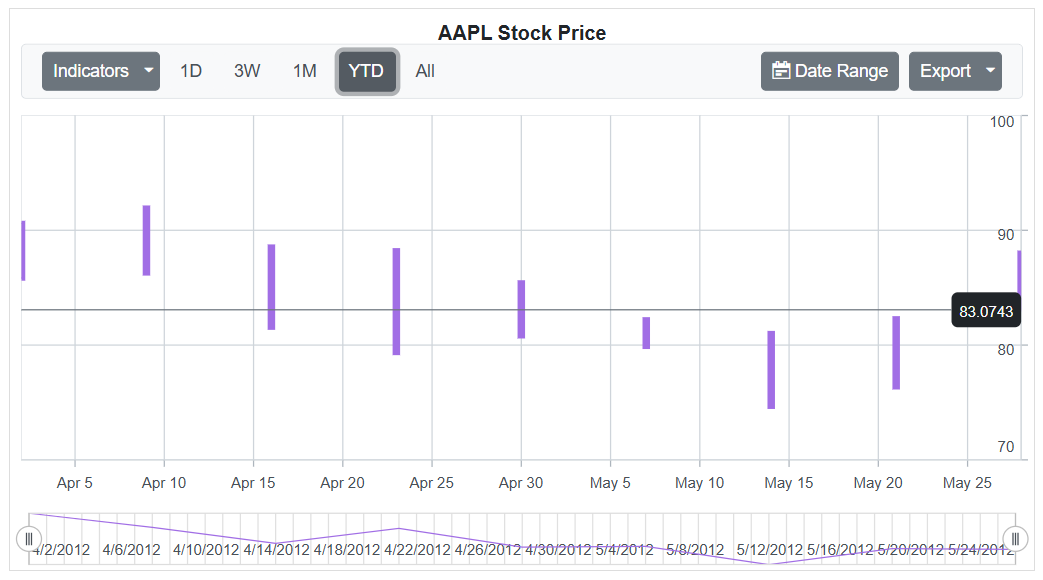 AAPL Stock Price
Indicators 1D 3W 1M YTD All Date Range Export
100
90
83.0743
80
70
Apr 5 Apr 10 Apr 15 Apr 20 Apr 25 Apr 30 May 5 May 10 May 15 May 20 May 25
4/2/2012 4/6/2012 4/10/2012 4/14/2012 4/18/2012 4/22/2012 4/26/2012 4/30/2012 5/4/2012 5/8/2012 5/12/2012 5/16/2012 5/20/2012 5/24/2012